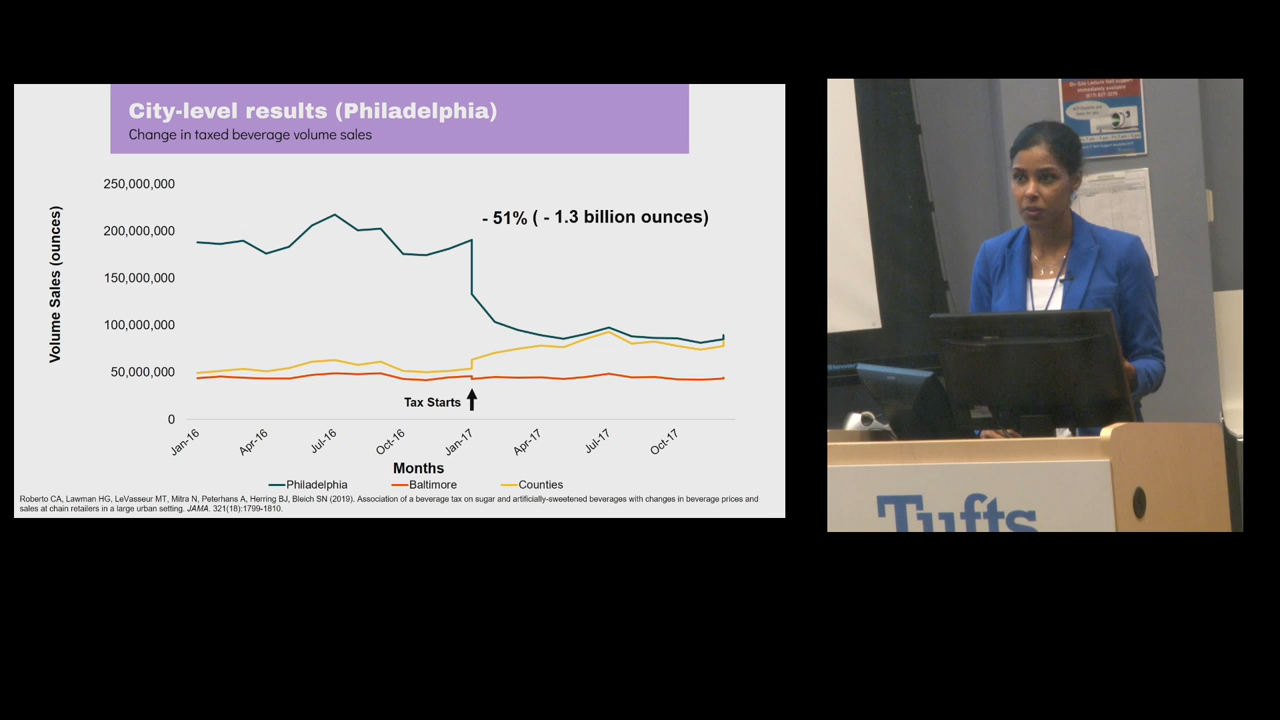 City-level results (Philadelphia)
Change in taxed beverage volume sales
250,000,000
200,000,000
150,000,000
100,000,000
50,000,000
0
Volume Sales (ounces)
- 51% ( - 1.3 billion ounces)
Tax Starts
Jan-16
Apr-16
Jul-16
Oct-16
Jan-17
Apr-17
Jul-17
Oct-17
Months
Philadelphia
Baltimore
Counties
Roberto CA, Lawman HG, LeVasseur MT, Mitra N, Peterhans A, Herring BJ, Bleich SN (2019). Association of a beverage tax on sugar and artificially-sweetened beverages with changes in beverage prices and
sales at chain retailers in a large urban setting. JAMA. 321(18):1799-1810.
immediately available
Tufts